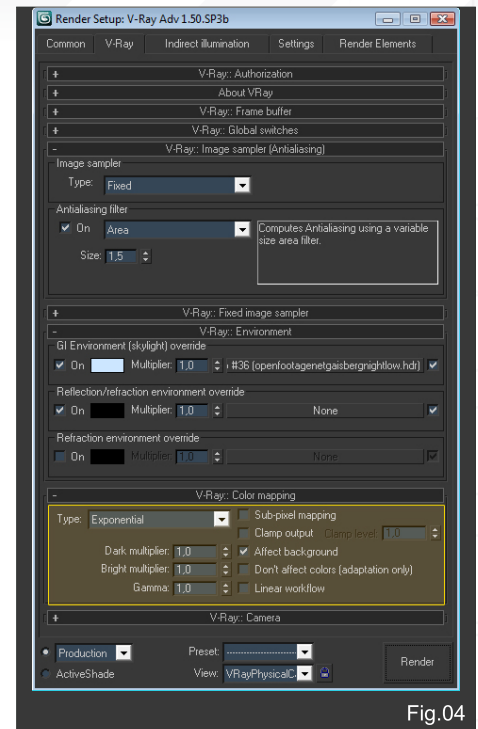 Render Setup: V-Ray Adv 1.50.SP3b
Common V-Ray Indirect illumination Settings Render Elements
+ V-Ray:: Authorization
+ About VRay
+ V-Ray:: Frame buffer
+ V-Ray:: Global switches
- V-Ray:: Image sampler (Antialiasing)
Image sampler
Type: Fixed
Antialiasing filter
On Area Computes Antialiasing using a variable
size area filter.
Size: 1,5
+ V-Ray:: Fixed image sampler
- V-Ray:: Environment
GI Environment (skylight) override
On Multiplier: 1,0 #36 (openfootagenetgaisbergnightlow.hdr)
Reflection/refraction environment override
On Multiplier: 1,0 None
Refraction environment override
On Multiplier: 1,0 None
- V-Ray:: Color mapping
Type: Exponential Sub-pixel mapping
Clamp output Clamp level: 1,0
Dark multiplier: 1,0 Affect background
Bright multiplier: 1,0 Don't affect colors (adaptation only)
Gamma: 1,0 Linear workflow
+ V-Ray:: Camera
Production Preset: --------------------
ActiveShade View: VRayPhysicalC Render
Fig.04